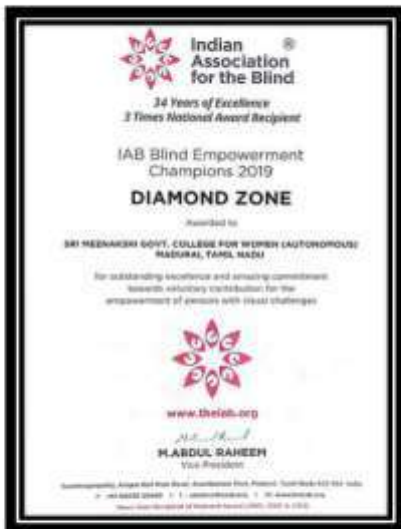 Indian ®
Association
for the Blind
34 Years of Excellence
3 Times National Award Recipient
IAB Blind Empowerment
Champions 2019
DIAMOND ZONE
Awarded to
SRI MEENAKSHI GOVT. COLLEGE FOR WOMEN (AUTONOMOUS)
MADURAI, TAMIL NADU
for outstanding excellence and amazing commitment
towards voluntary contribution for the
empowerment of persons with visual challenges
www.theiab.org
M.ABDUL RAHEEM
Vice President